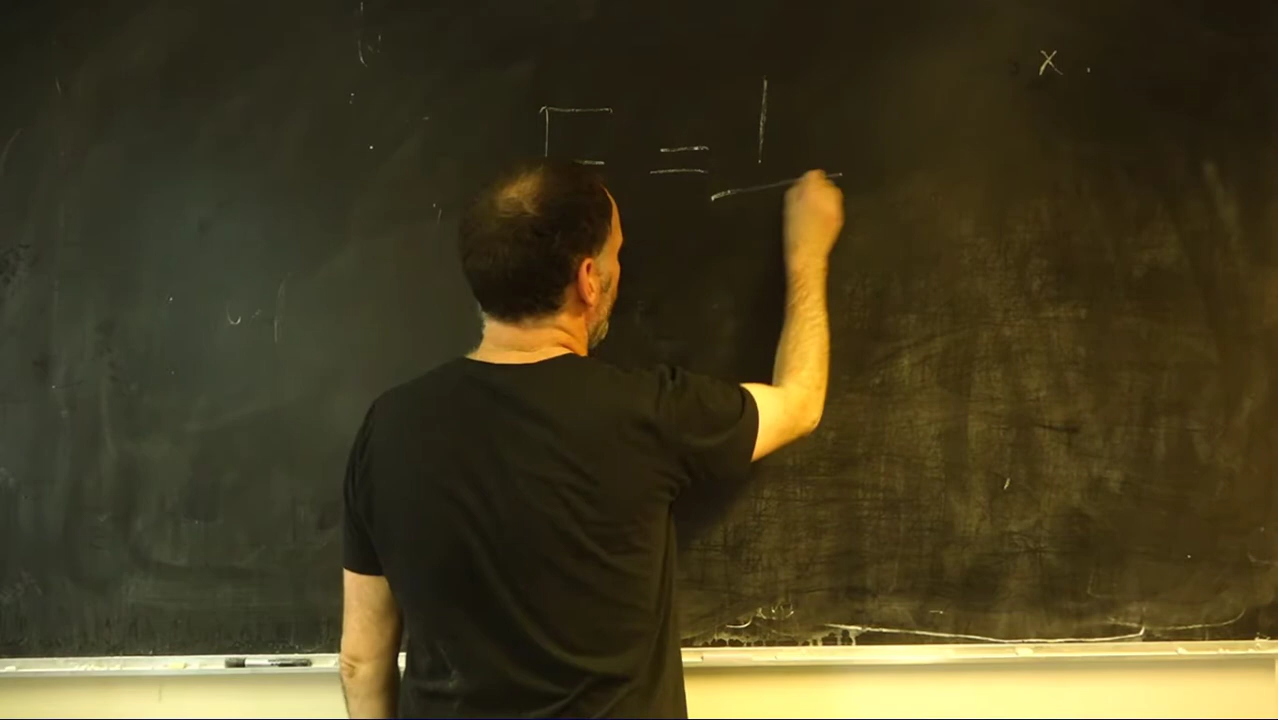 x
= 1